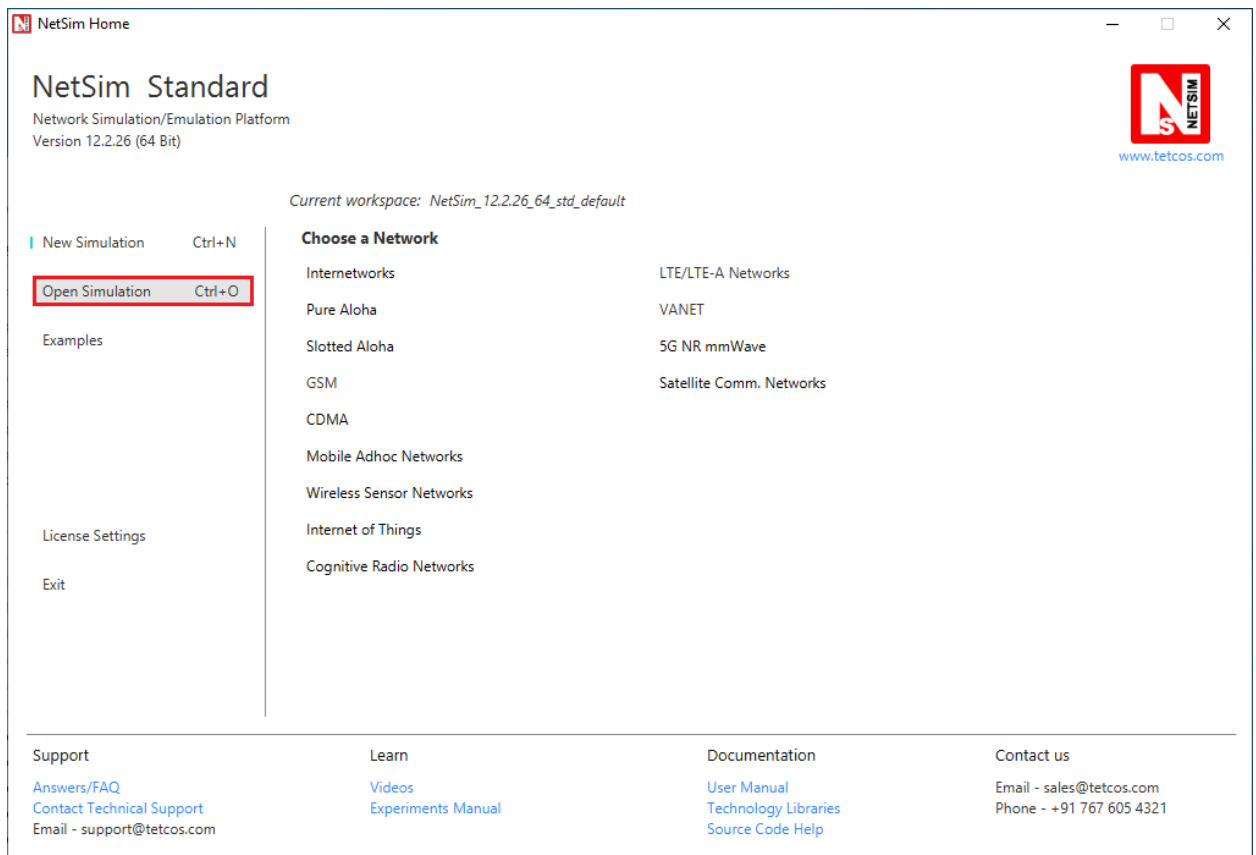 NetSim Home
NetSim Standard
Network Simulation/Emulation Platform
Version 12.2.26 (64 Bit)
NETSIM
NS
www.tetcos.com
Current workspace: NetSim_12.2.26_64_std_default
New Simulation Ctrl+N
Open Simulation Ctrl+O
Examples
License Settings
Exit
Choose a Network
Internetworks
Pure Aloha
Slotted Aloha
GSM
CDMA
Mobile Adhoc Networks
Wireless Sensor Networks
Internet of Things
Cognitive Radio Networks
LTE/LTE-A Networks
VANET
5G NR mmWave
Satellite Comm. Networks
Support
Answers/FAQ
Contact Technical Support
Email - support@tetcos.com
Learn
Videos
Experiments Manual
Documentation
User Manual
Technology Libraries
Source Code Help
Contact us
Email - sales@tetcos.com
Phone - +91 767 605 4321